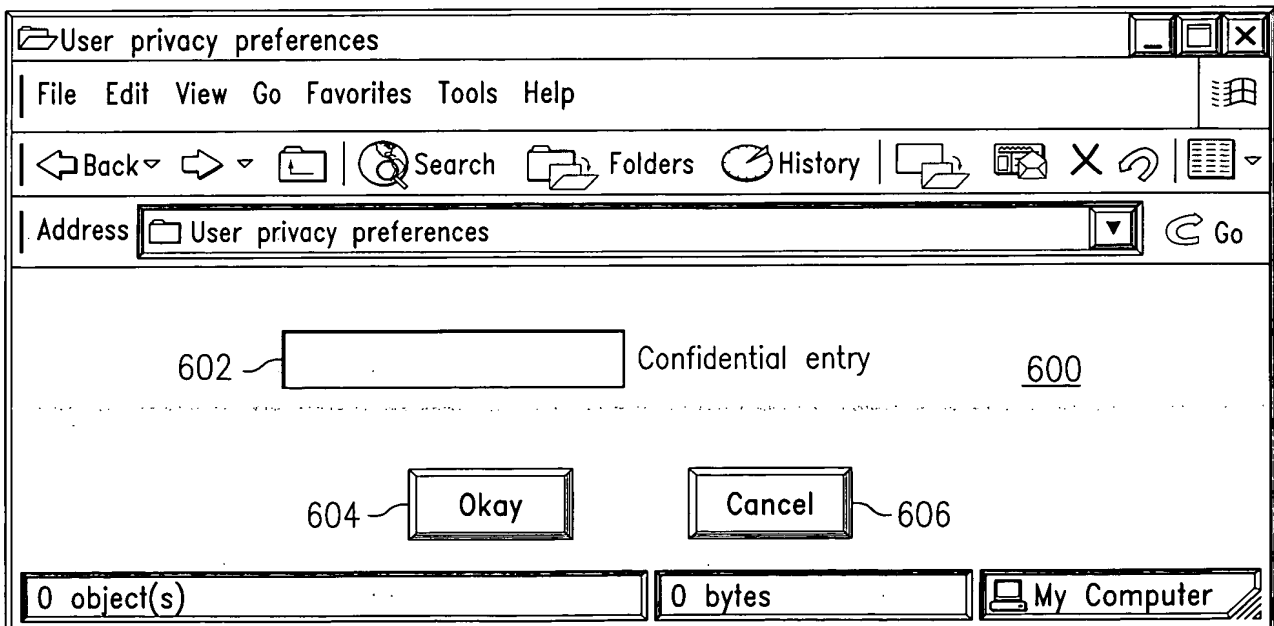 User privacy preferences
File Edit View Go Favorites Tools Help
Back Search Folders History
Address User privacy preferences Go
602 Confidential entry 600
604 Okay Cancel 606
0 object(s) 0 bytes My Computer